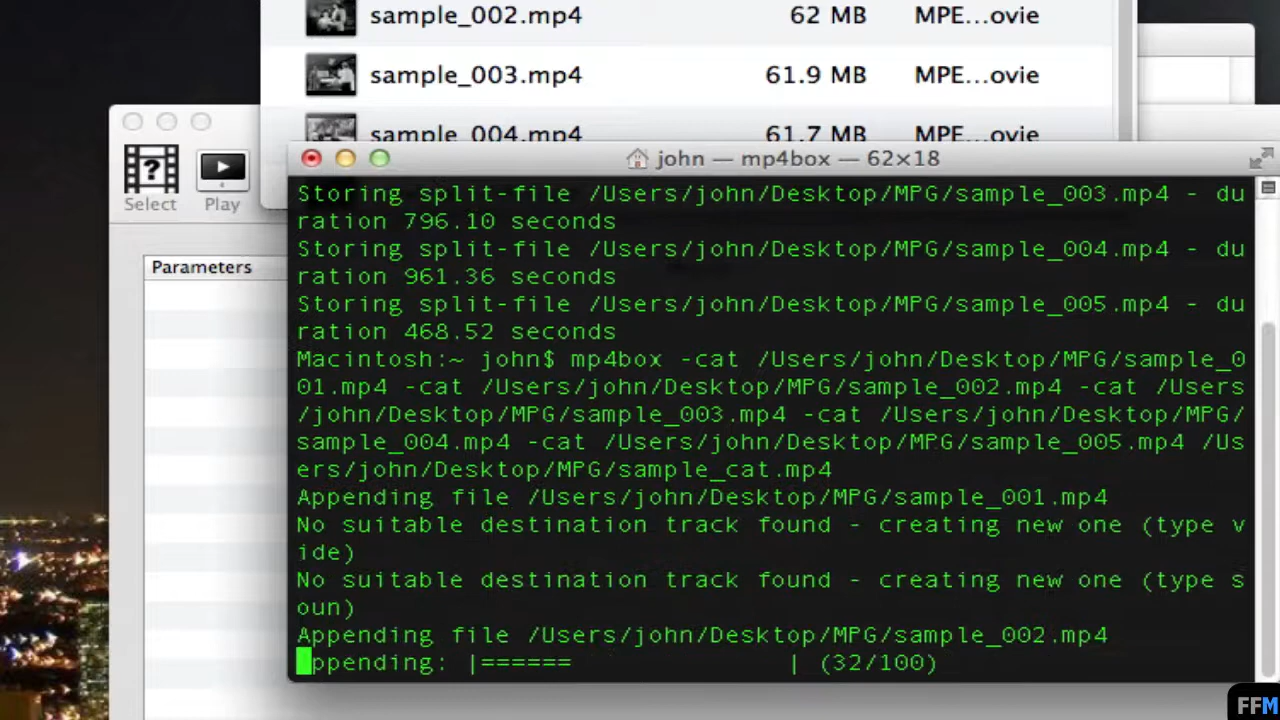 sample_002.mp4 62 MB MPE...ovie
sample_003.mp4 61.9 MB MPE...ovie
sample_004.mp4 61.7 MB MPE...ovie
john — mp4box — 62×18
Select Play
Parameters
Storing split-file /Users/john/Desktop/MPG/sample_003.mp4 - du
ration 796.10 seconds
Storing split-file /Users/john/Desktop/MPG/sample_004.mp4 - du
ration 961.36 seconds
Storing split-file /Users/john/Desktop/MPG/sample_005.mp4 - du
ration 468.52 seconds
Macintosh:~ john$ mp4box -cat /Users/john/Desktop/MPG/sample_0
01.mp4 -cat /Users/john/Desktop/MPG/sample_002.mp4 -cat /Users
/john/Desktop/MPG/sample_003.mp4 -cat /Users/john/Desktop/MPG/
sample_004.mp4 -cat /Users/john/Desktop/MPG/sample_005.mp4 /Us
ers/john/Desktop/MPG/sample_cat.mp4
Appending file /Users/john/Desktop/MPG/sample_001.mp4
No suitable destination track found - creating new one (type v
ide)
No suitable destination track found - creating new one (type s
oun)
Appending file /Users/john/Desktop/MPG/sample_002.mp4
ppending: |====== | (32/100)
FFM